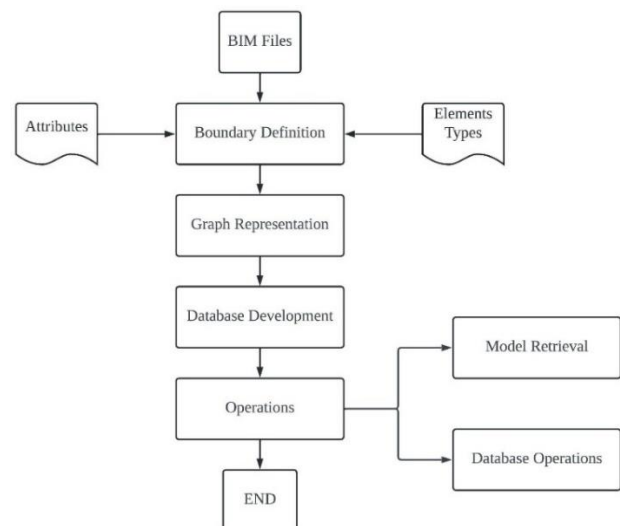 BIM Files
Attributes
Boundary Definition
Elements
Types
Graph Representation
Database Development
Model Retrieval
Operations
Database Operations
END